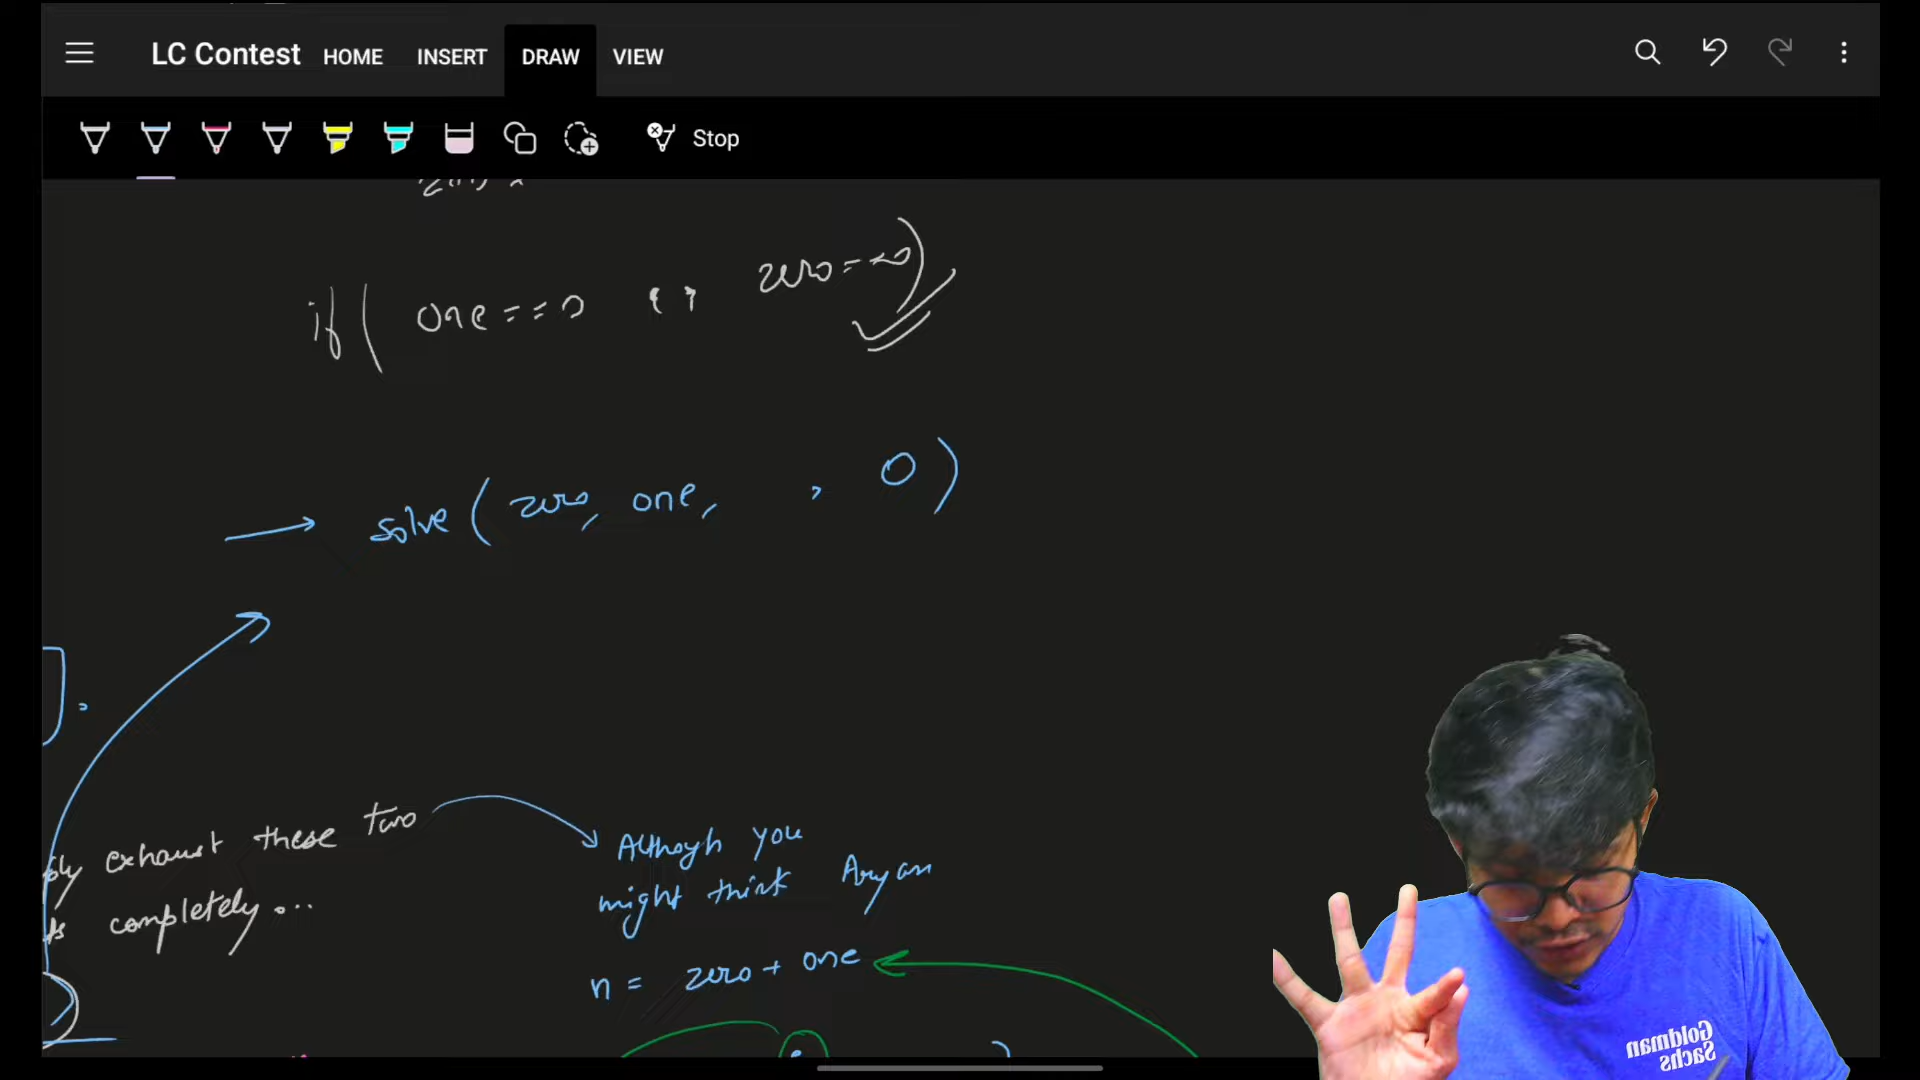 LC Contest HOME INSERT DRAW VIEW
Stop
if( one==0 && zero==0)
→ solve( zero, one, , 0)
exhaust these two
completely...
Although you
might think Aryan
n = zero + one
Goldman
Sachs